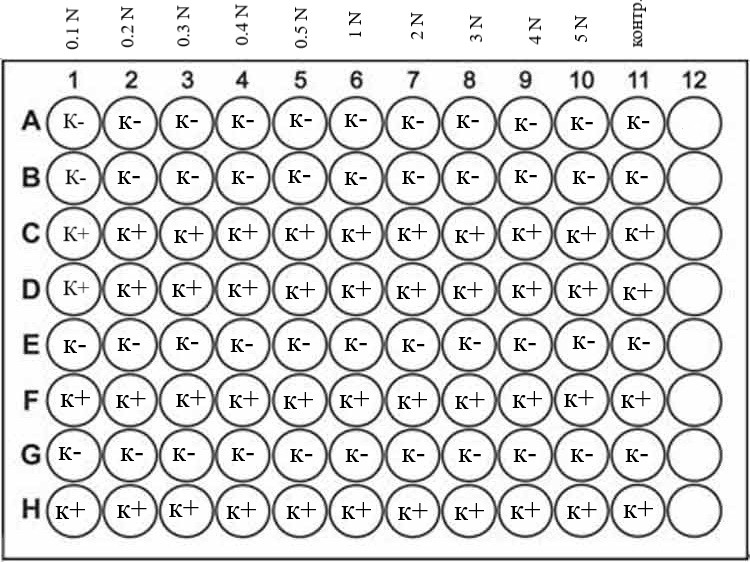 0.1 N 0.2 N 0.3 N 0.4 N 0.5 N 1 N 2 N 3 N 4 N 5 N контр.
1 2 3 4 5 6 7 8 9 10 11 12
A К- К- К- К- К- К- К- К- К- К- К-
B К- К- К- К- К- К- К- К- К- К- К-
C К+ К+ К+ К+ К+ К+ К+ К+ К+ К+ К+
D К+ К+ К+ К+ К+ К+ К+ К+ К+ К+ К+
E К- К- К- К- К- К- К- К- К- К- К-
F К+ К+ К+ К+ К+ К+ К+ К+ К+ К+ К+
G К- К- К- К- К- К- К- К- К- К- К-
H К+ К+ К+ К+ К+ К+ К+ К+ К+ К+ К+